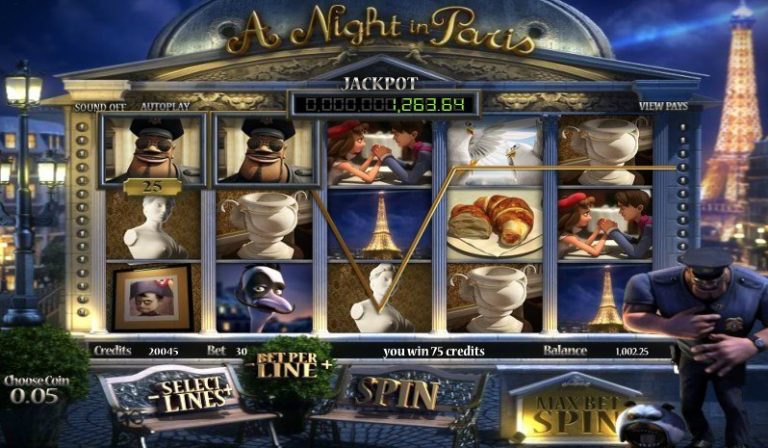 A Night in Paris
JACKPOT
0,000,000,1,263.64
SOUND OFF AUTOPLAY VIEW PAYS
25
Credits 20045 Bet 30 you win 75 credits Balance 1,002.25
Choose Coin
0.05
- SELECT LINES +
- BET PER LINE +
SPIN
MAX BET
SPIN